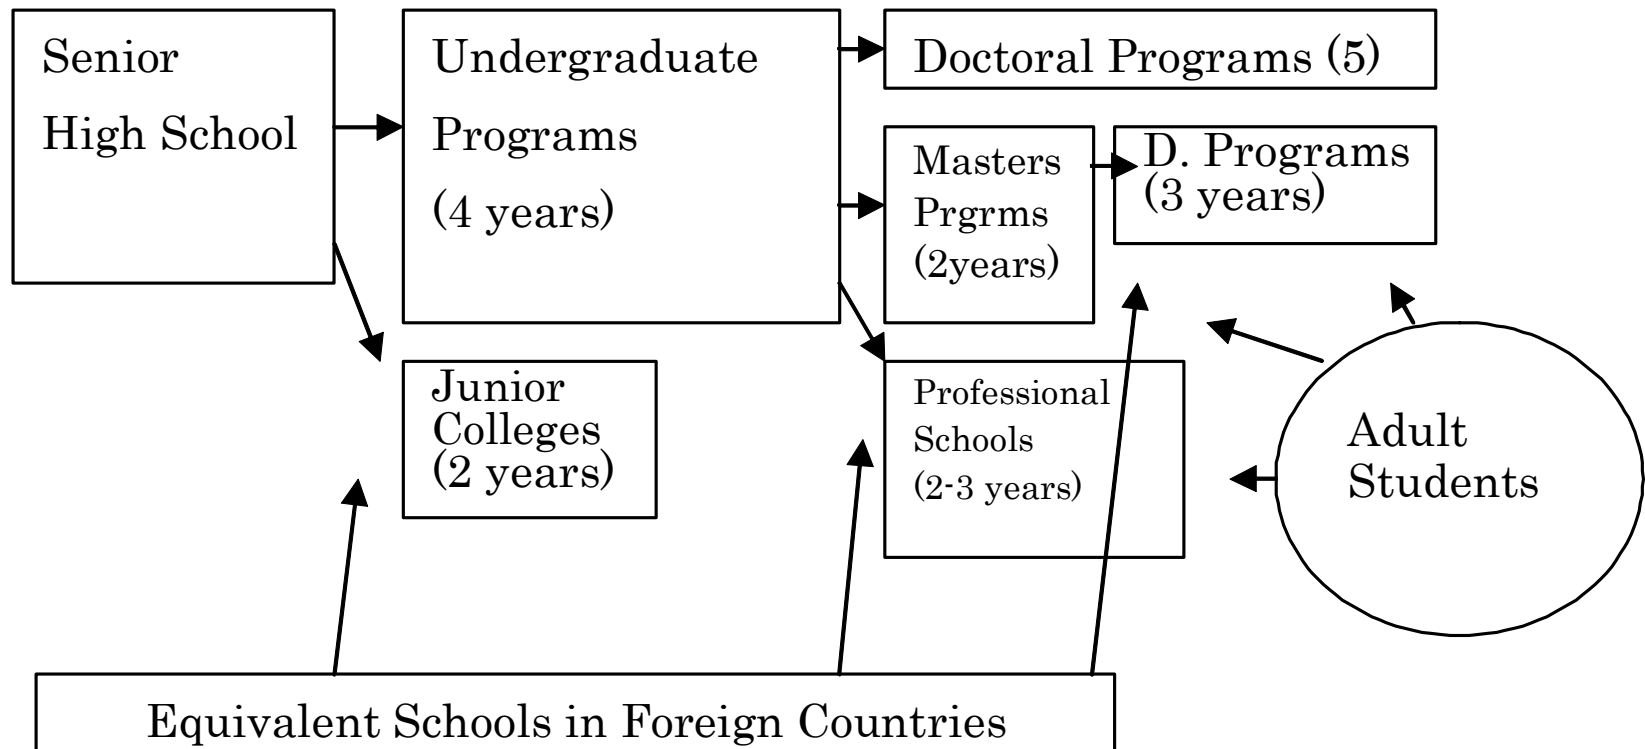 Senior
High School
Undergraduate
Programs
(4 years)
Doctoral Programs (5)
Masters
Prgrms
(2years)
D. Programs
(3 years)
Junior
Colleges
(2 years)
Professional
Schools
(2-3 years)
Adult
Students
Equivalent Schools in Foreign Countries